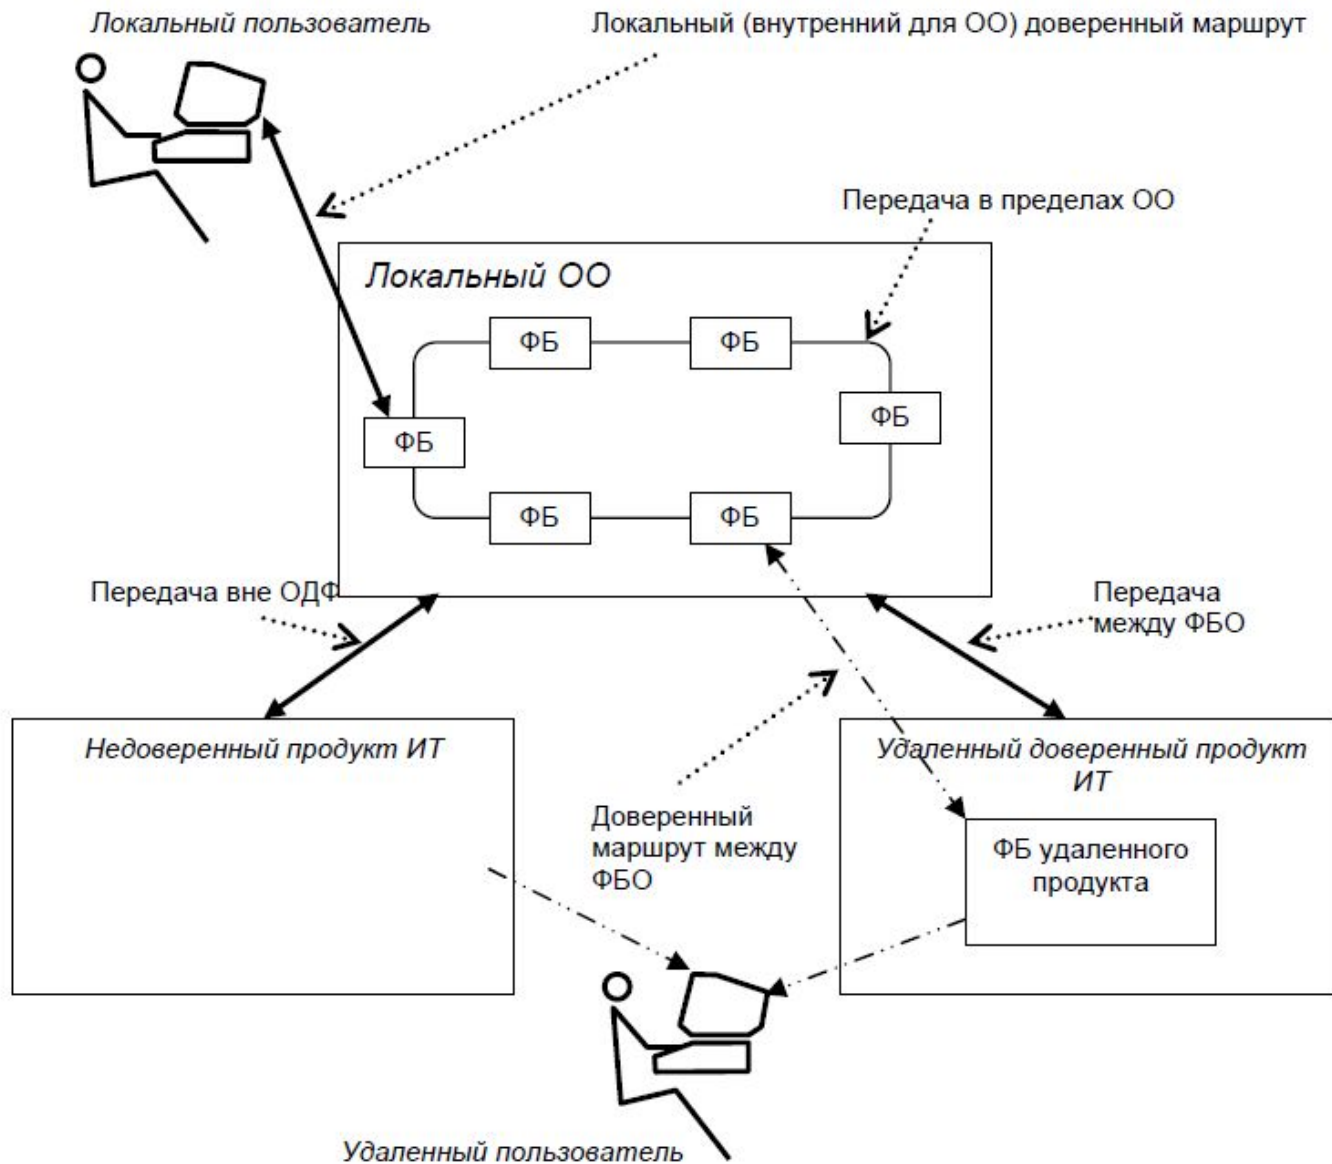 Локальный пользователь
Локальный (внутренний для ОО) доверенный маршрут
Передача в пределах ОО
Локальный ОО
ФБ
ФБ
ФБ
ФБ
ФБ
ФБ
Передача вне ОДФ
Передача
между ФБО
Недоверенный продукт ИТ
Удаленный доверенный продукт
ИТ
Доверенный
маршрут между
ФБО
ФБ удаленного
продукта
Удаленный пользователь